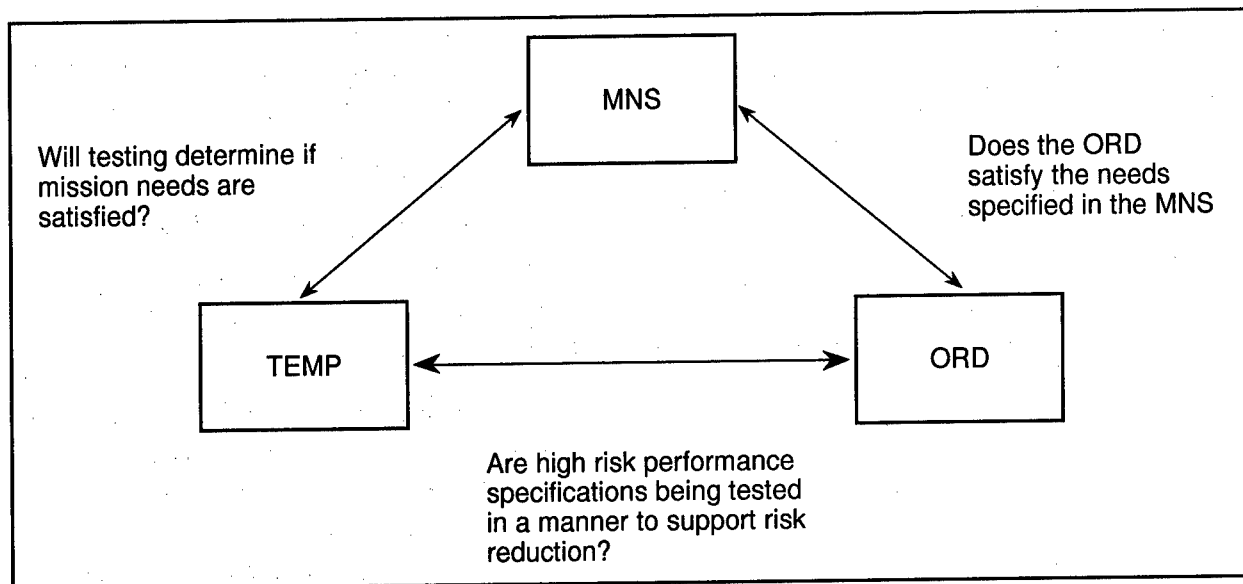 MNS
Will testing determine if
mission needs are
satisfied?
Does the ORD
satisfy the needs
specified in the MNS
TEMP
ORD
Are high risk performance
specifications being tested
in a manner to support risk
reduction?